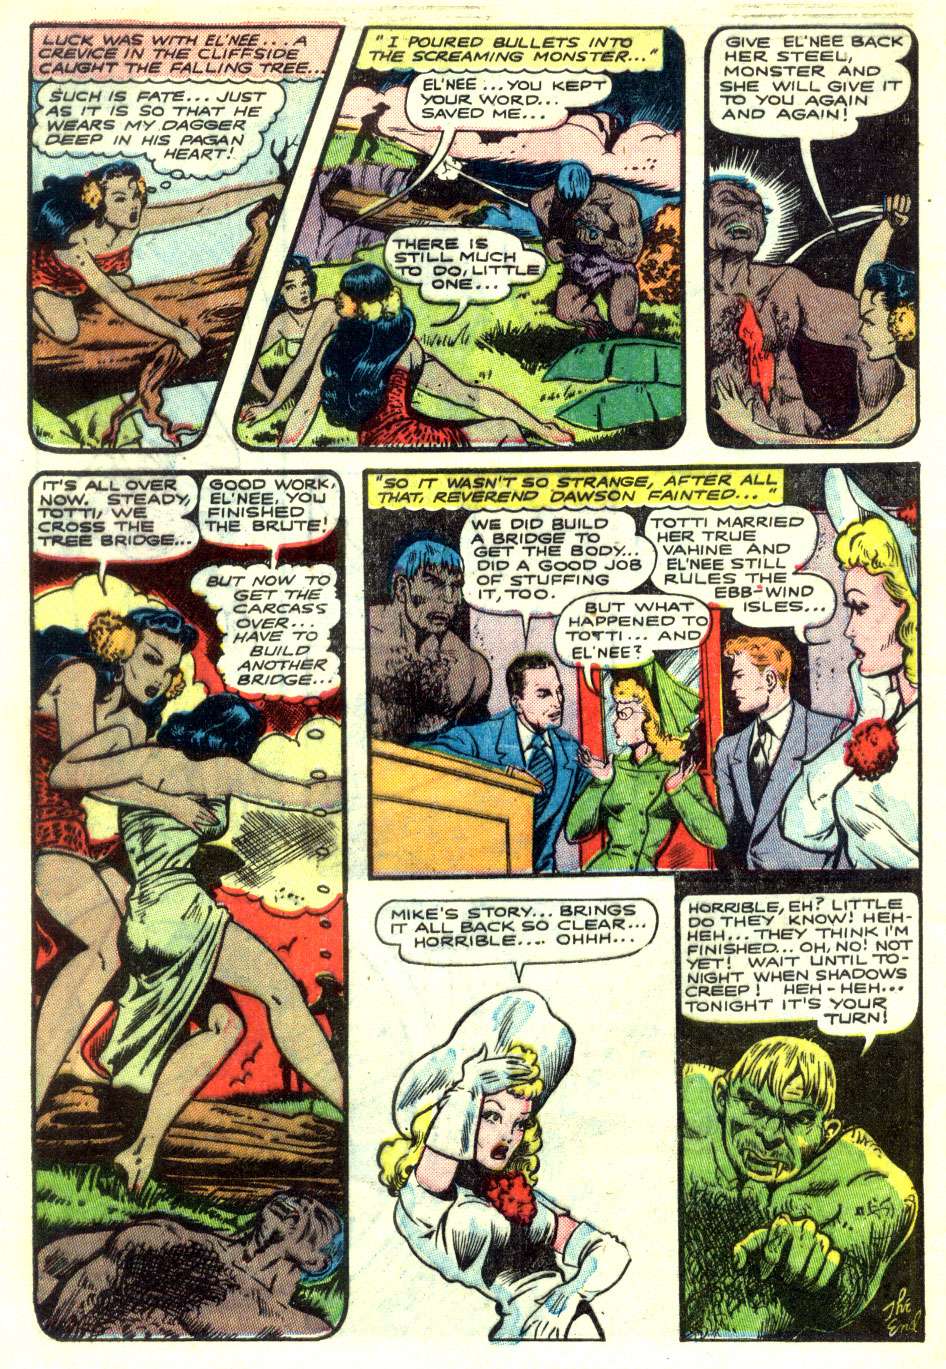 LUCK WAS WITH EL'NEE.... A
CREVICE IN THE CLIFFSIDE
CAUGHT THE FALLING TREE...
SUCH IS FATE... JUST
AS IT IS SO THAT HE
WEARS MY DAGGER
DEEP IN HIS PAGAN
HEART!
"I POURED BULLETS INTO
THE SCREAMING MONSTER..."
EL'NEE... YOU KEPT
YOUR WORD...
SAVED ME...
THERE IS
STILL MUCH
TO DO, LITTLE
ONE...
GIVE EL'NEE BACK
HER STEEL,
MONSTER AND
SHE WILL GIVE IT
TO YOU AGAIN
AND AGAIN!
IT'S ALL OVER
NOW. STEADY,
TOTTI, WE
CROSS THE
TREE BRIDGE...
GOOD WORK,
EL'NEE, YOU
FINISHED
THE BRUTE!
BUT NOW TO
GET THE
CARCASS
OVER....
HAVE TO
BUILD
ANOTHER
BRIDGE...
"SO IT WASN'T SO STRANGE, AFTER ALL
THAT, REVEREND DAWSON FAINTED..."
WE DID BUILD
A BRIDGE TO
GET THE BODY...
DID A GOOD JOB
OF STUFFING
IT, TOO.
BUT WHAT
HAPPENED TO
TOTTI... AND
EL'NEE?
TOTTI MARRIED
HER TRUE
VAHINE AND
EL'NEE STILL
RULES THE
EBB-WIND
ISLES...
MIKE'S STORY... BRINGS
IT ALL BACK SO CLEAR...
HORRIBLE.... OHHH...
HORRIBLE, EH? LITTLE
DO THEY KNOW! HEH-
HEH... THEY THINK I'M
FINISHED... OH, NO! NOT
YET! WAIT UNTIL TO-
NIGHT WHEN SHADOWS
CREEP! HEH-HEH...
TONIGHT IT'S YOUR
TURN!
The
End